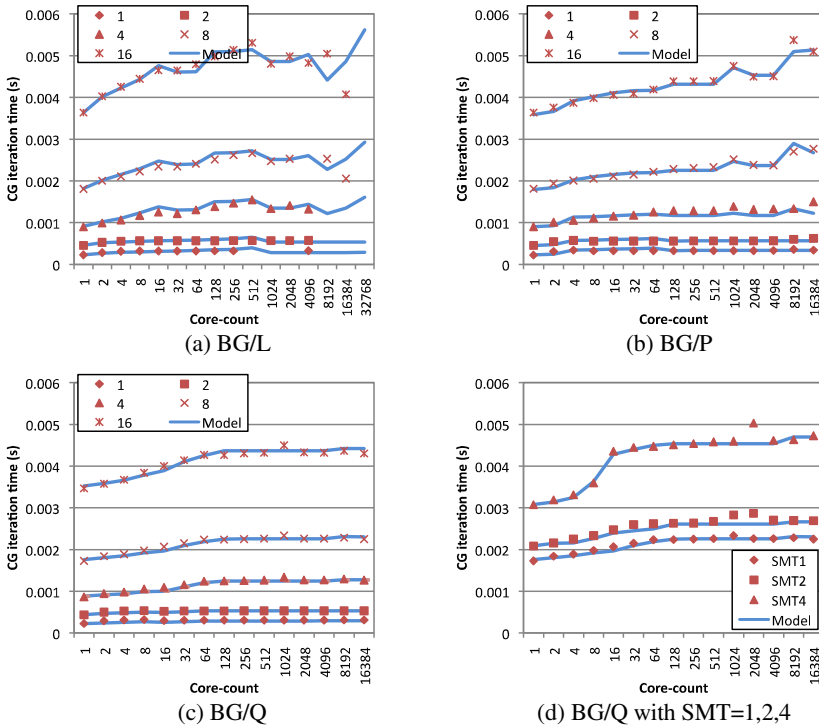 0.006
0.005
0.004
0.003
0.002
0.001
0
CG iteration time (s)
1 2
4 8
16 Model
1 2 4 8 16 32 64 128 256 512 1024 2048 4096 8192 16384 32768
Core-count
(a) BG/L
0.006
0.005
0.004
0.003
0.002
0.001
0
CG iteration time (s)
1 2
4 8
16 Model
1 2 4 8 16 32 64 128 256 512 1024 2048 4096 8192 16384
Core-count
(b) BG/P
0.006
0.005
0.004
0.003
0.002
0.001
0
CG iteration time (s)
1 2
4 8
16 Model
1 2 4 8 16 32 64 128 256 512 1024 2048 4096 8192 16384
Core-count
(c) BG/Q
0.006
0.005
0.004
0.003
0.002
0.001
0
CG iteration time (s)
SMT1
SMT2
SMT4
Model
1 2 4 8 16 32 64 128 256 512 1024 2048 4096 8192 16384
Core-count
(d) BG/Q with SMT=1,2,4